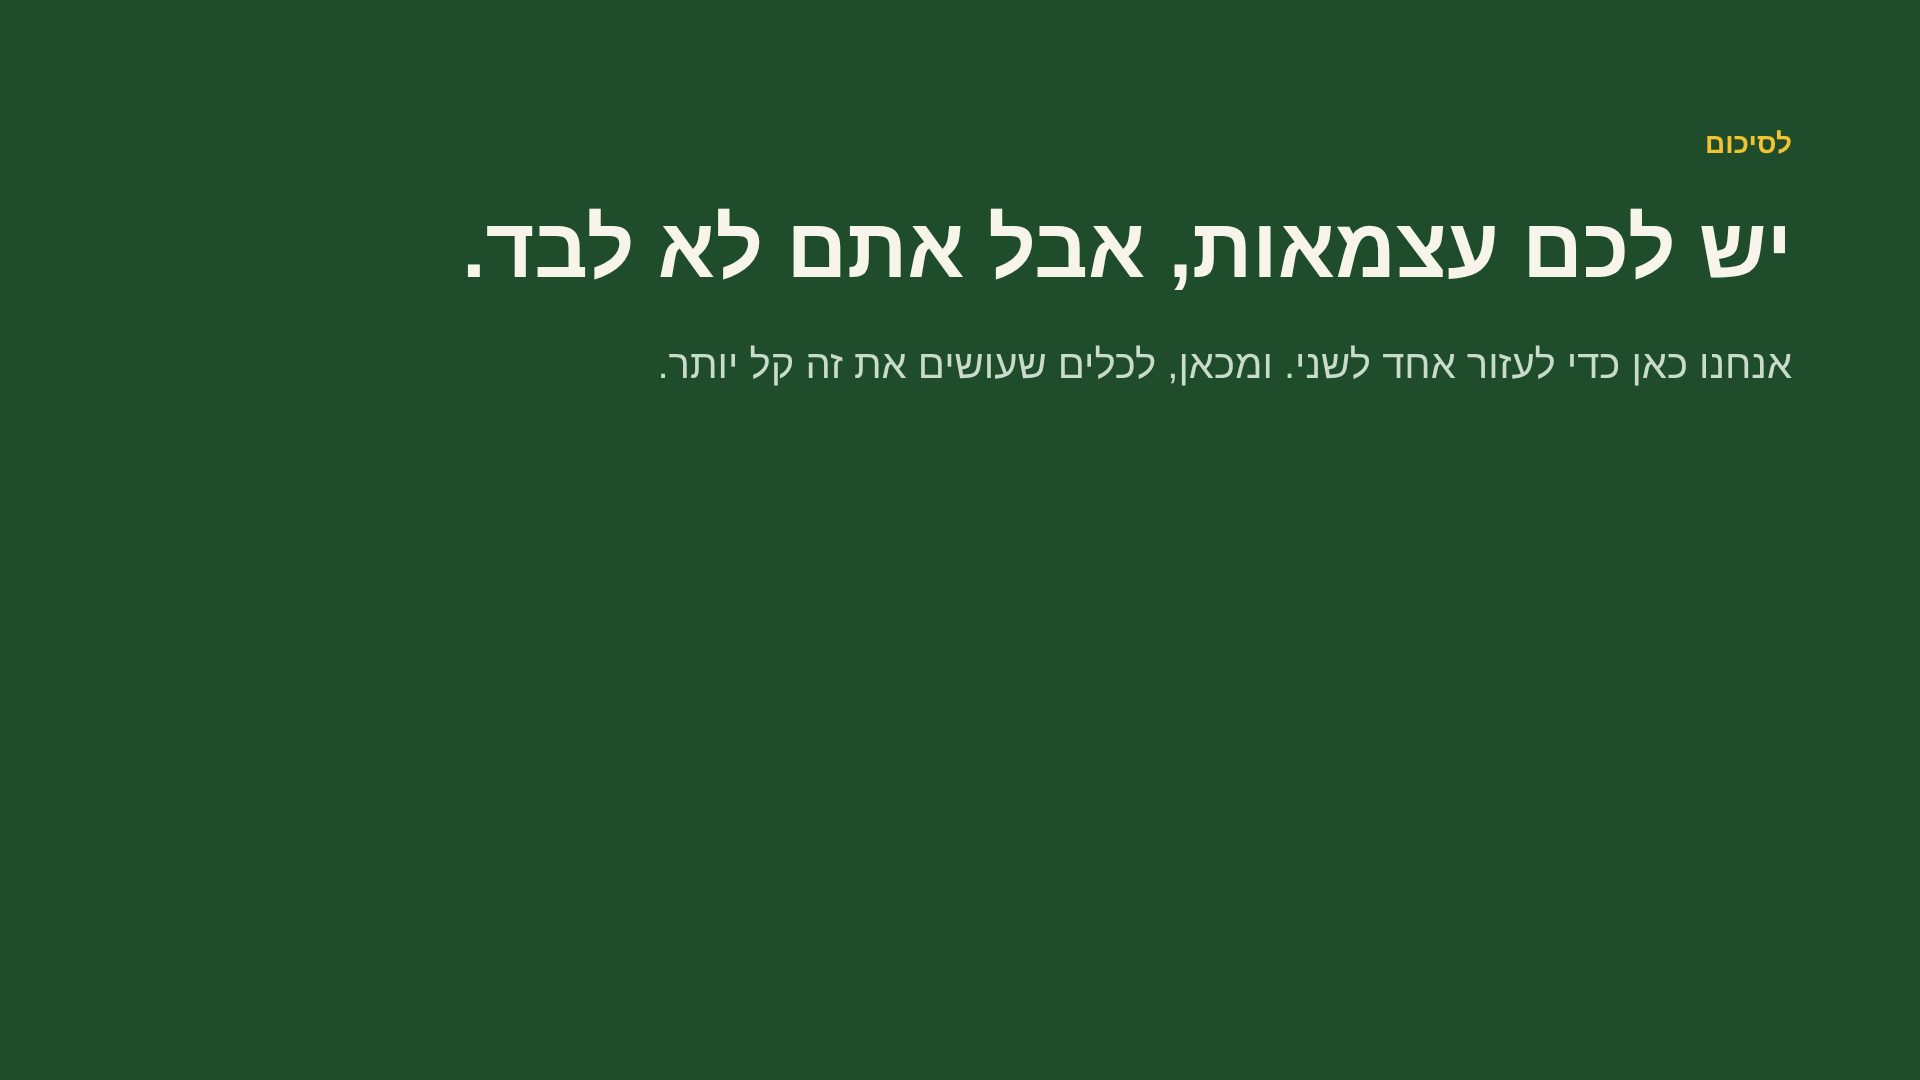 לסיכום
יש לכם עצמאות, אבל אתם לא לבד.
אנחנו כאן כדי לעזור אחד לשני. ומכאן, לכלים שעושים את זה קל יותר.